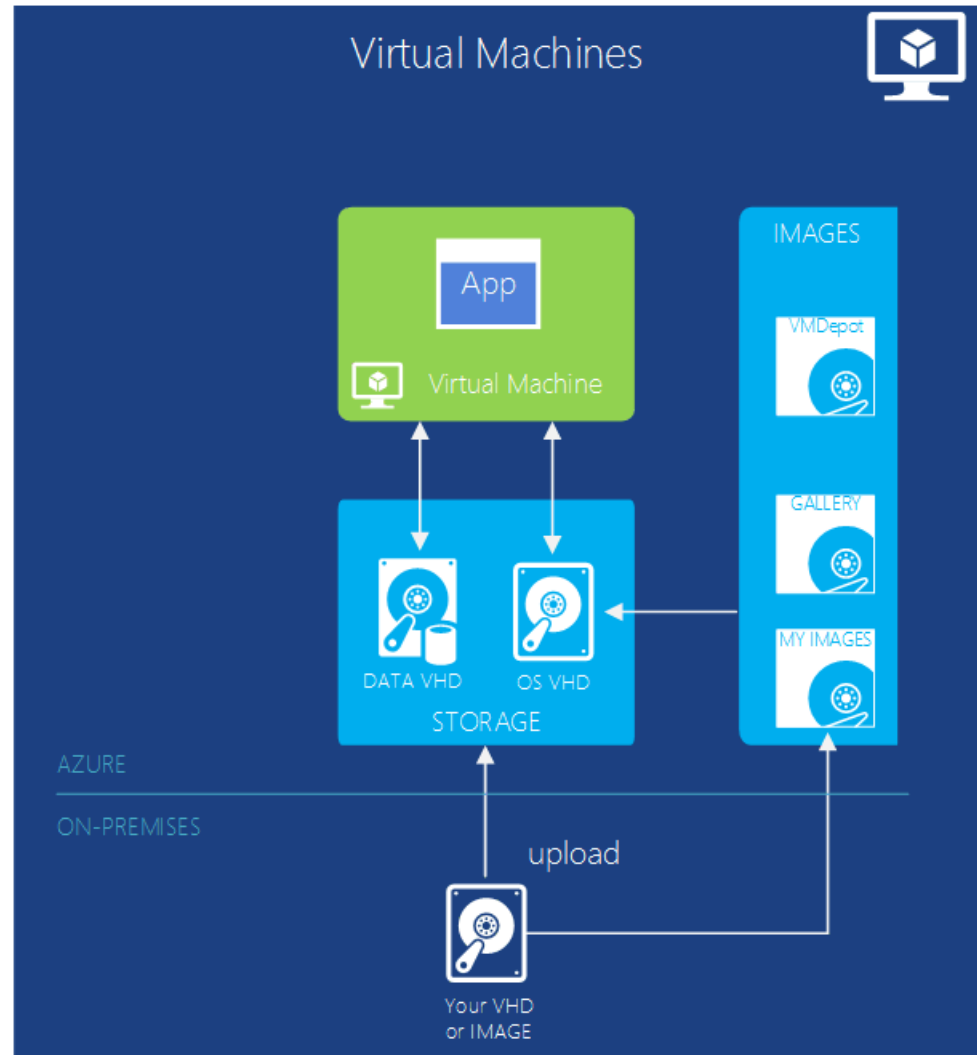 Virtual Machines
App
Virtual Machine
IMAGES
VMDepot
GALLERY
MY IMAGES
DATA VHD
OS VHD
STORAGE
AZURE
ON-PREMISES
upload
Your VHD
or IMAGE